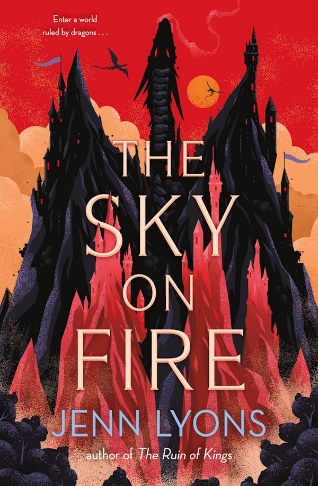 Enter a world
ruled by dragons . . .
THE
SKY
ON
FIRE
JENN LYONS
author of The Ruin of Kings